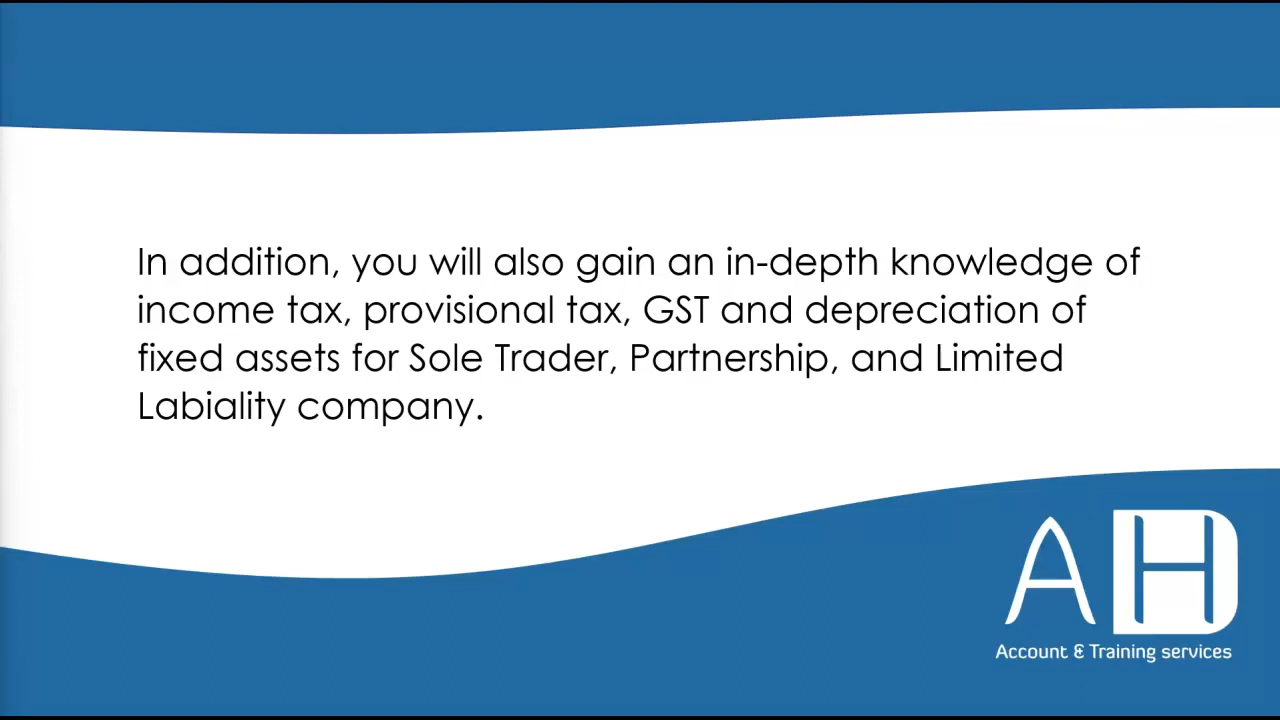 In addition, you will also gain an in-depth knowledge of
income tax, provisional tax, GST and depreciation of
fixed assets for Sole Trader, Partnership, and Limited
Labiality company.
AHD
Account & Training services